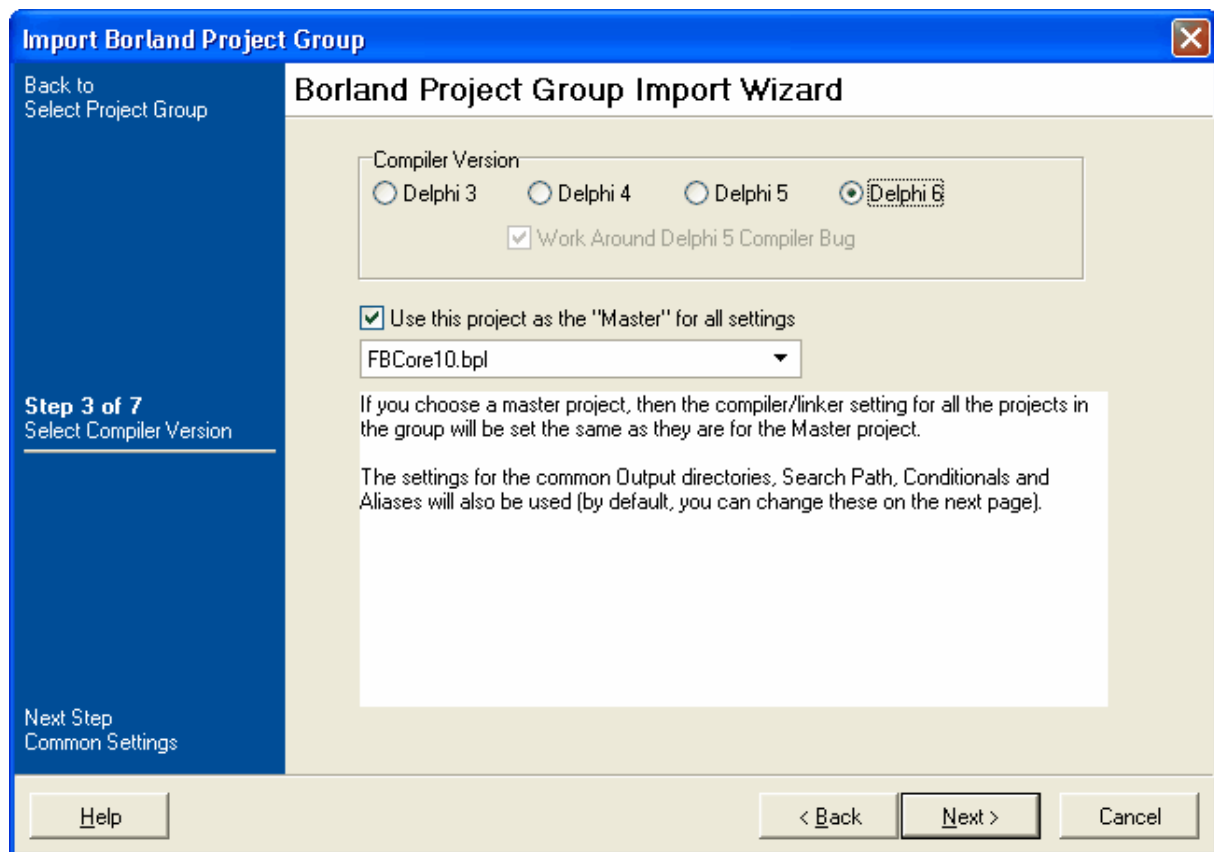 Import Borland Project Group
Back to
Select Project Group
Borland Project Group Import Wizard
Compiler Version
Delphi 3 Delphi 4 Delphi 5 Delphi 6
Work Around Delphi 5 Compiler Bug
Use this project as the "Master" for all settings
FBCore10.bpl
Step 3 of 7
Select Compiler Version
If you choose a master project, then the compiler/linker setting for all the projects in
the group will be set the same as they are for the Master project.
The settings for the common Output directories, Search Path, Conditionals and
Aliases will also be used (by default, you can change these on the next page).
Next Step
Common Settings
Help < Back Next > Cancel